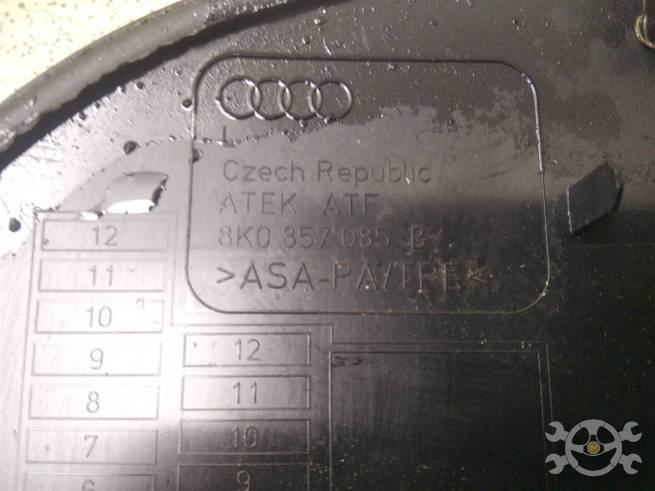 L
Czech Republic
ATEK ATF
8K0 857 085 B
>ASA-PA/TPE<
12
11
10
9
8
7
6
12
11
10
9